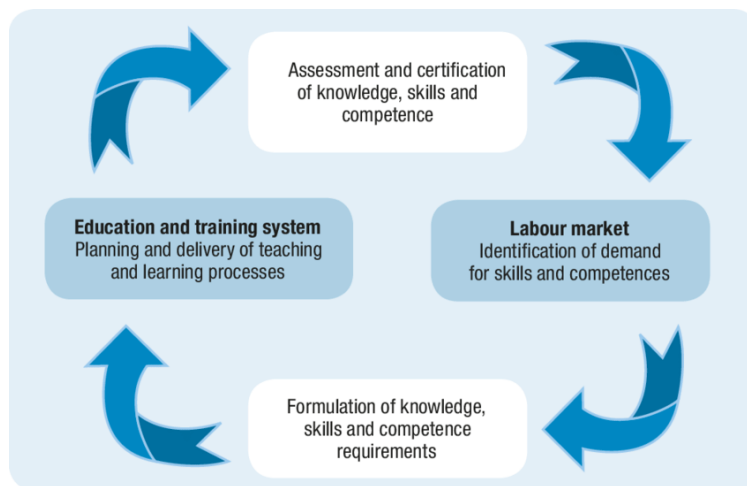 Assessment and certification
of knowledge, skills and
competence
Education and training system
Planning and delivery of teaching
and learning processes
Labour market
Identification of demand
for skills and competences
Formulation of knowledge,
skills and competence
requirements